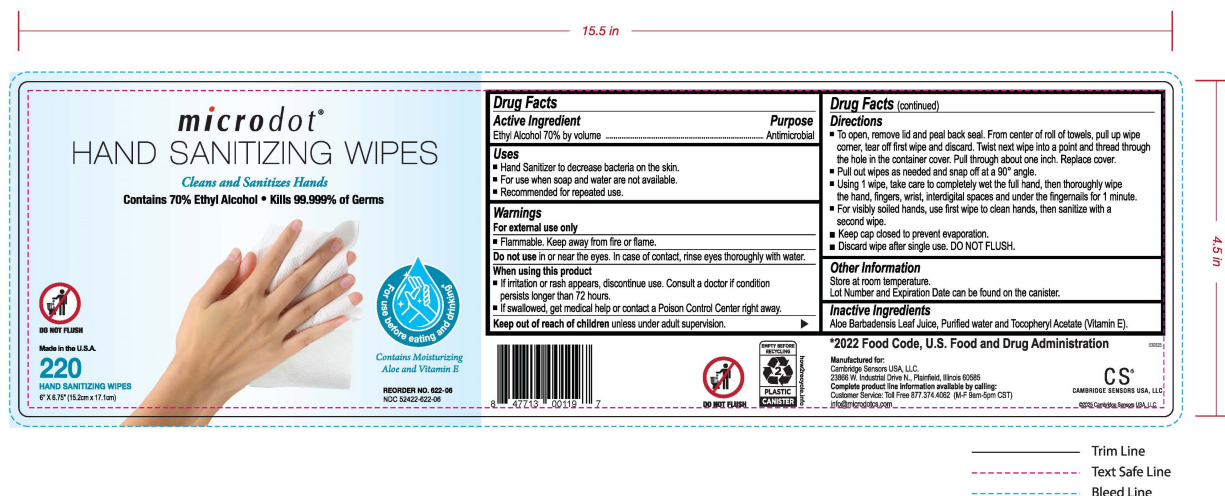 15.5 in
microdot®
HAND SANITIZING WIPES
Cleans and Sanitizes Hands
Contains 70% Ethyl Alcohol • Kills 99.999% of Germs
DO NOT FLUSH
Made in the U.S.A.
220
HAND SANITIZING WIPES
6" X 6.75" (15.2cm x 17.1cm)
For use before eating and drinking*
Contains Moisturizing
Aloe and Vitamin E
REORDER NO. 622-06
NDC 52422-622-06
Drug Facts
Active Ingredient Purpose
Ethyl Alcohol 70% by volume ........ Antimicrobial
Uses
■ Hand Sanitizer to decrease bacteria on the skin.
■ For use when soap and water are not available.
■ Recommended for repeated use.
Warnings
For external use only
■ Flammable. Keep away from fire or flame.
Do not use in or near the eyes. In case of contact, rinse eyes thoroughly with water.
When using this product
■ If irritation or rash appears, discontinue use. Consult a doctor if condition
persists longer than 72 hours.
■ If swallowed, get medical help or contact a Poison Control Center right away.
Keep out of reach of children unless under adult supervision.
8 47713 00119 7
DO NOT FLUSH
EMPTY BEFORE
RECYCLING
2
PLASTIC
CANISTER
how2recycle.info
Drug Facts (continued)
Directions
■ To open, remove lid and peal back seal. From center of roll of towels, pull up wipe
corner, tear off first wipe and discard. Twist next wipe into a point and thread through
the hole in the container cover. Pull through about one inch. Replace cover.
■ Pull out wipes as needed and snap off at a 90° angle.
■ Using 1 wipe, take care to completely wet the full hand, then thoroughly wipe
the hand, fingers, wrist, interdigital spaces and under the fingernails for 1 minute.
■ For visibly soiled hands, use first wipe to clean hands, then sanitize with a
second wipe.
■ Keep cap closed to prevent evaporation.
■ Discard wipe after single use. DO NOT FLUSH.
Other Information
Store at room temperature.
Lot Number and Expiration Date can be found on the canister.
Inactive Ingredients
Aloe Barbadensis Leaf Juice, Purified water and Tocopheryl Acetate (Vitamin E).
*2022 Food Code, U.S. Food and Drug Administration
Manufactured for:
Cambridge Sensors USA, LLC.
23866 W. Industrial Drive N., Plainfield, Illinois 60585
Complete product line information available by calling:
Customer Service: Toll Free 877.374.4062 (M-F 9am-5pm CST)
info@microdotcs.com
CS®
CAMBRIDGE SENSORS USA, LLC
©2025 Cambridge Sensors USA, LLC.
4.5 in
Trim Line
Text Safe Line
Bleed Line